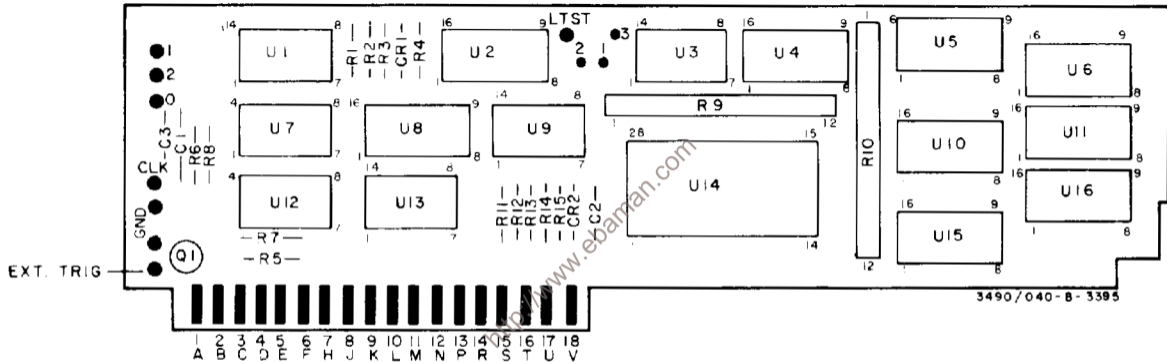 LTST
14 8 16 9 2 1 3 14 9 16 9 1 6 9
1 U1 R1 R2 R3 CR1 R4 U2 U3 U4 U5 16 9
2 1 7 1 8 1 7 1 8 1 8 U6
0 1 8
4 8 16 9 14 8 R9 16 9 16 9
C3 C1 R6 R8 U7 U8 U9 1 12 R10 U10 U11
1 7 1 8 1 7 28 15 1 8 1 8
CLK 4 8 14 8 U14 16 9
U12 U13 R11 R12 R13 R14 R15 CR2 C2 16 9 U16
GND 1 7 1 7 1 14 U15 1 8
R7
Q1 R5 12 1 8
EXT. TRIG
3490/040-B-3395
http://www.ebaman.com
1 2 3 4 5 6 7 8 9 10 11 12 13 14 15 16 17 18
A B C D E F H J K L M N P R S T U V